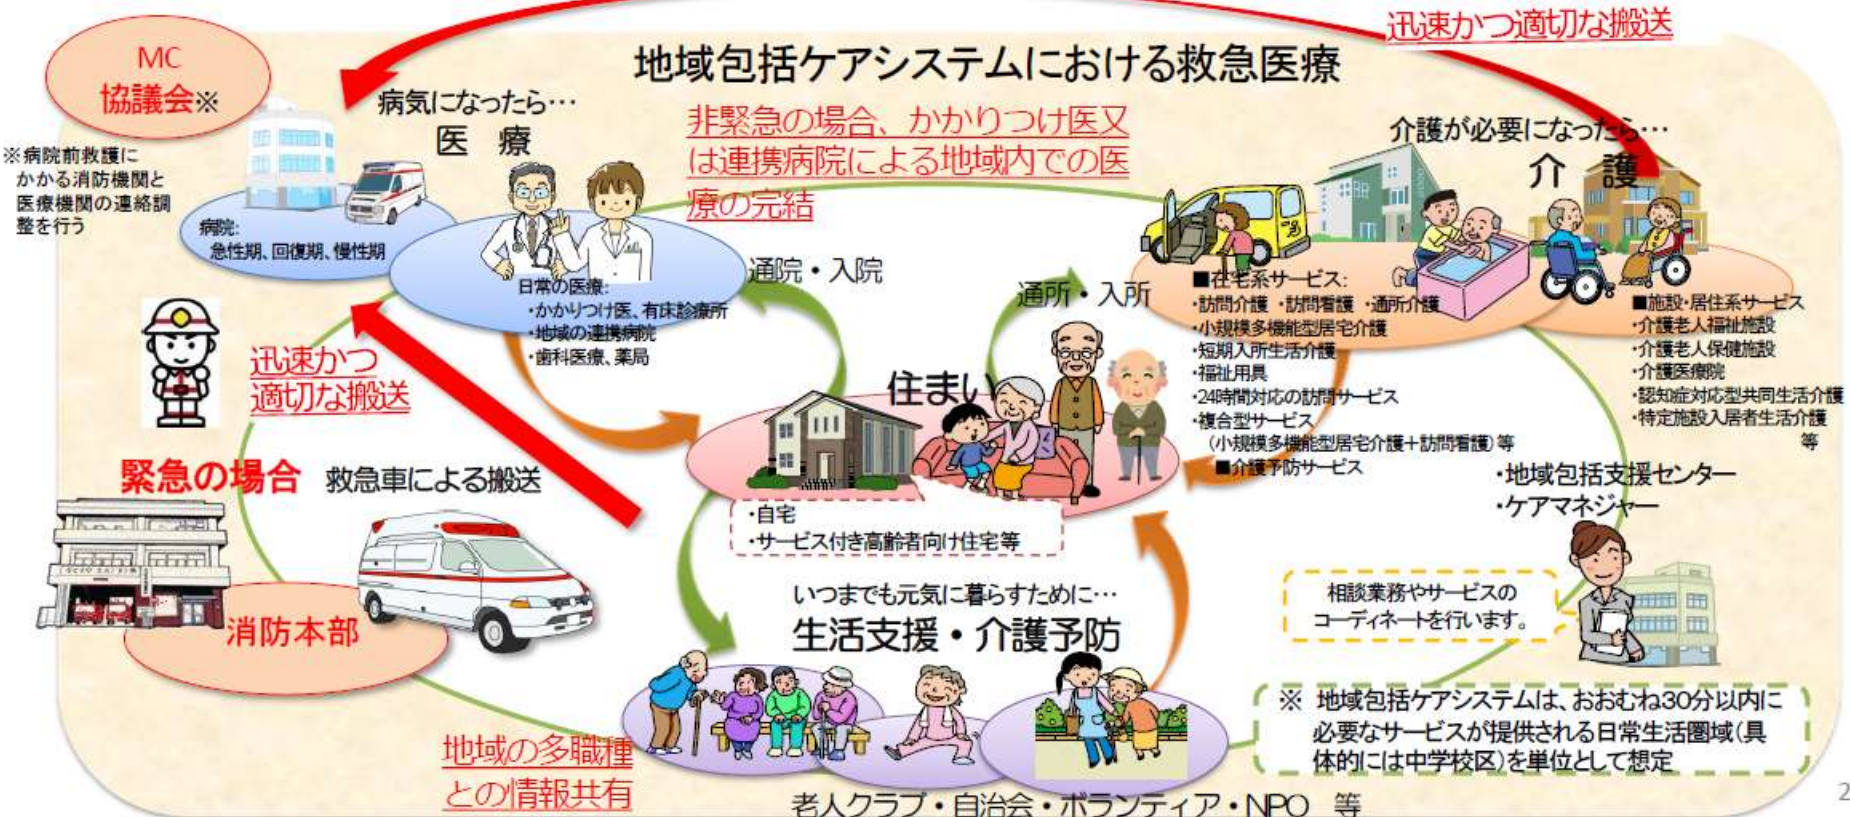 迅速かつ適切な搬送
MC
協議会※
地域包括ケアシステムにおける救急医療
病気になったら…
医 療
非緊急の場合、かかりつけ医又
は連携病院による地域内での医
療の完結
介護が必要になったら…
介 護
※病院前救護に
かかる消防機関と
医療機関の連絡調
整を行う
病院:
急性期、回復期、慢性期
日常の医療:
・かかりつけ医、有床診療所
・地域の連携病院
・歯科医療、薬局
通院・入院
通所・入所
■在宅系サービス:
・訪問介護 ・訪問看護 ・通所介護
・小規模多機能型居宅介護
・短期入所生活介護
・福祉用具
・24時間対応の訪問サービス
・複合型サービス
(小規模多機能型居宅介護+訪問看護)等
■介護予防サービス
■施設・居住系サービス
・介護老人福祉施設
・介護老人保健施設
・介護医療院
・認知症対応型共同生活介護
・特定施設入居者生活介護
等
迅速かつ
適切な搬送
住まい
緊急の場合
救急車による搬送
・自宅
・サービス付き高齢者向け住宅等
・地域包括支援センター
・ケアマネジャー
相談業務やサービスの
コーディネートを行います。
消防本部
いつまでも元気に暮らすために…
生活支援・介護予防
※ 地域包括ケアシステムは、おおむね30分以内に
必要なサービスが提供される日常生活圏域(具
体的には中学校区)を単位として想定
地域の多職種
との情報共有
老人クラブ・自治会・ボランティア・NPO 等
2